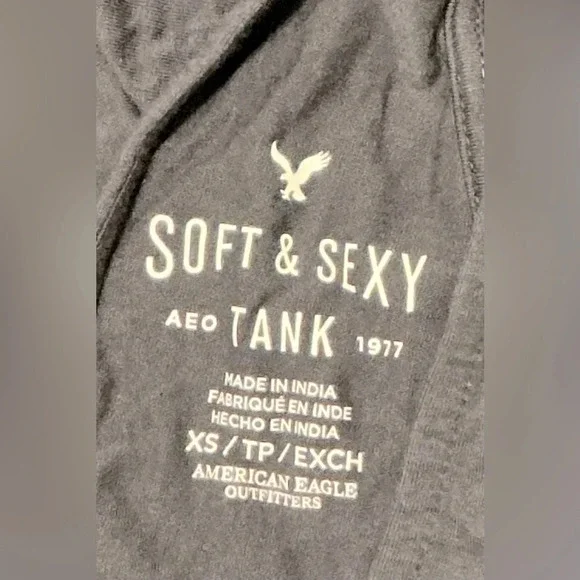 SOFT & SEXY
AEO TANK 1977
MADE IN INDIA
FABRIQUÉ EN INDE
HECHO EN INDIA
XS / TP / EXCH
AMERICAN EAGLE
OUTFITTERS